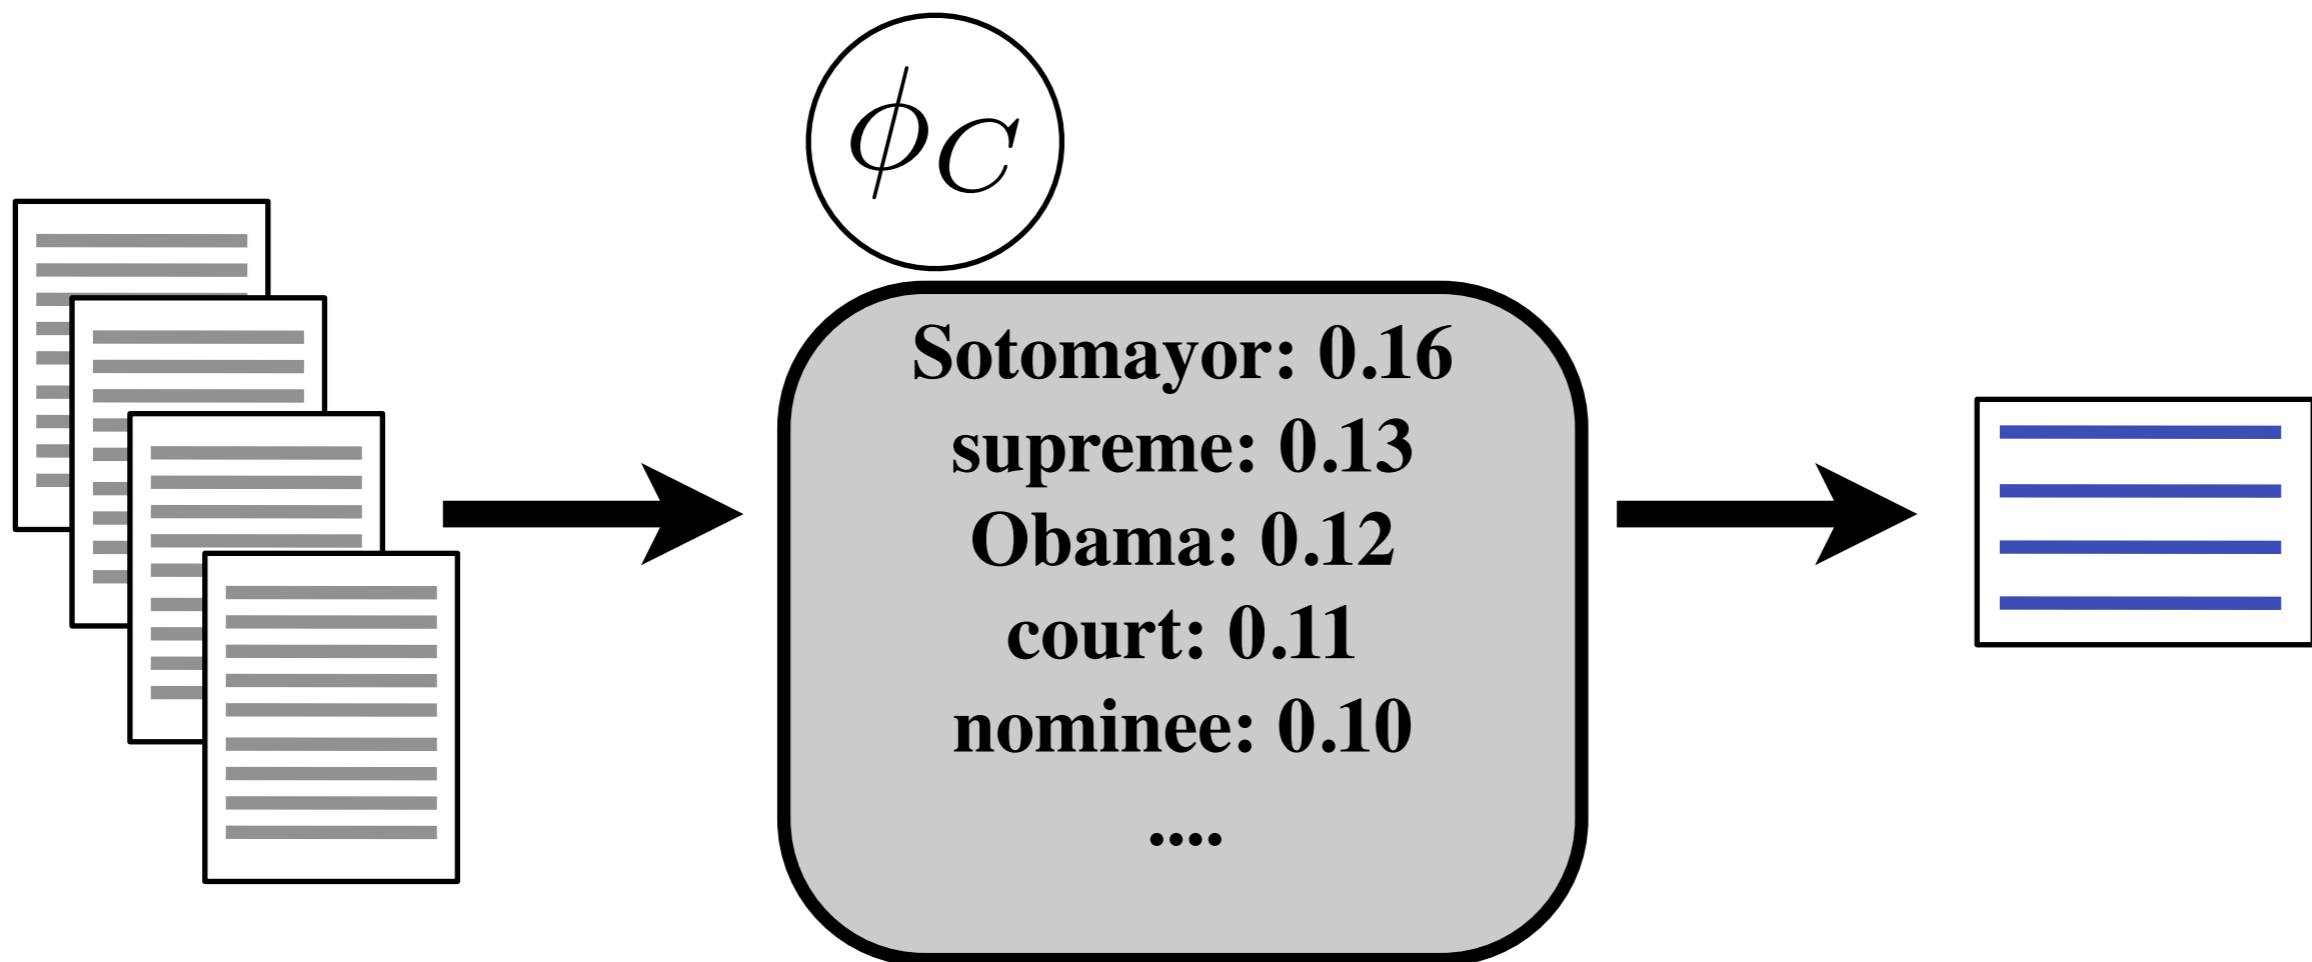 ϕC
Sotomayor: 0.16
supreme: 0.13
Obama: 0.12
court: 0.11
nominee: 0.10
....